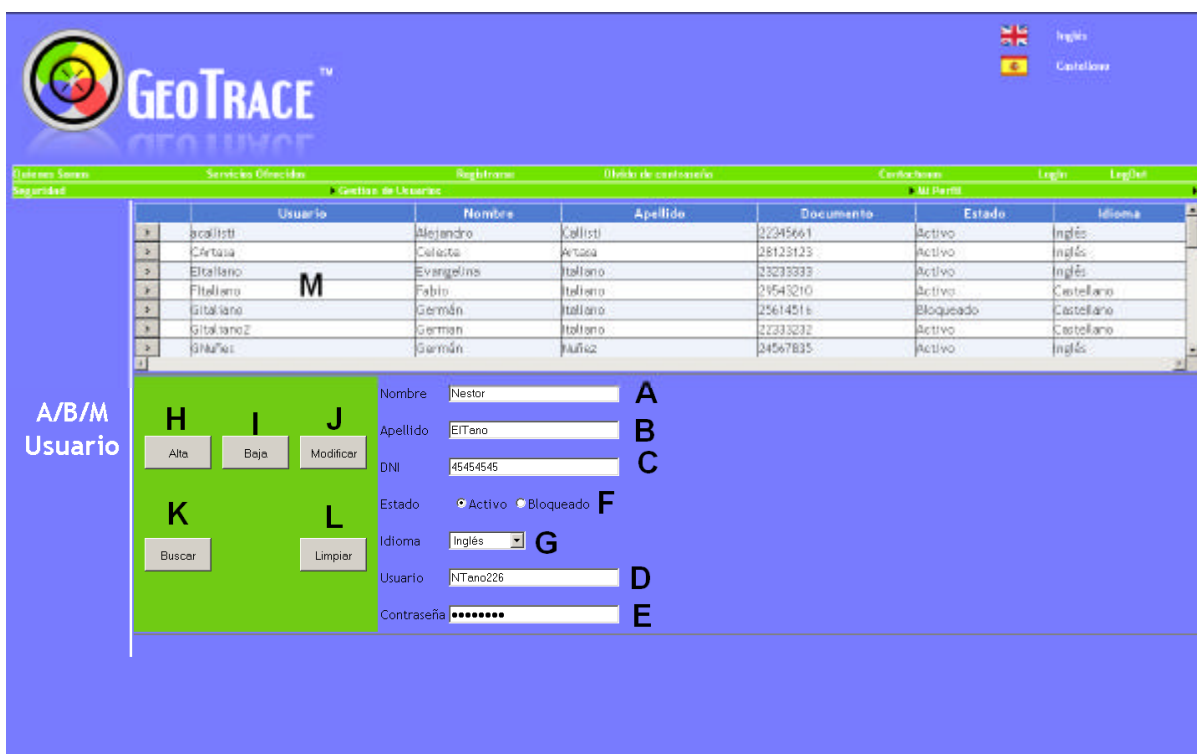 Inglés
Castellano
GEOTRACE™
Quienes Somos Servicios Ofrecidos Registrarse Olvido de contraseña Contactenos Login LogOut
Seguridad Gestion de Usuarios Mi Perfil
Usuario Nombre Apellido Documento Estado Idioma
acallisti Alejandro Callisti 22345661 Activo Inglés
CArtasa Celeste Artasa 28123123 Activo Inglés
EItaliano Evangelina Italiano 23233333 Activo Inglés
FItaliano Fabio Italiano 29543210 Activo Castellano
M
GItaliano Germán Italiano 25614516 Bloqueado Castellano
GItaliano2 German Italiano 22333232 Activo Castellano
GNuñez Germán Nuñez 24567835 Activo Inglés
A/B/M
Usuario
H I J
Alta Baja Modificar
K L
Buscar Limpiar
Nombre Nestor A
Apellido ElTano B
DNI 45454545 C
Estado Activo Bloqueado F
Idioma Inglés G
Usuario NTano226 D
Contraseña •••••••• E